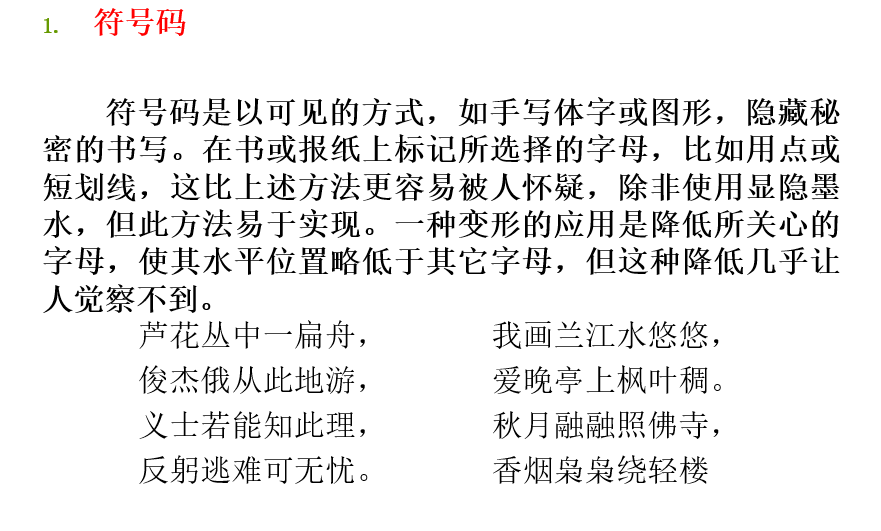 1. 符号码
符号码是以可见的方式，如手写体字或图形，隐藏秘
密的书写。在书或报纸上标记所选择的字母，比如用点或
短划线，这比上述方法更容易被人怀疑，除非使用显隐墨
水，但此方法易于实现。一种变形的应用是降低所关心的
字母，使其水平位置略低于其它字母，但这种降低几乎让
人觉察不到。
芦花丛中一扁舟，
俊杰俄从此地游，
义士若能知此理，
反躬逃难可无忧。
我画兰江水悠悠，
爱晚亭上枫叶稠。
秋月融融照佛寺，
香烟枭枭绕轻楼